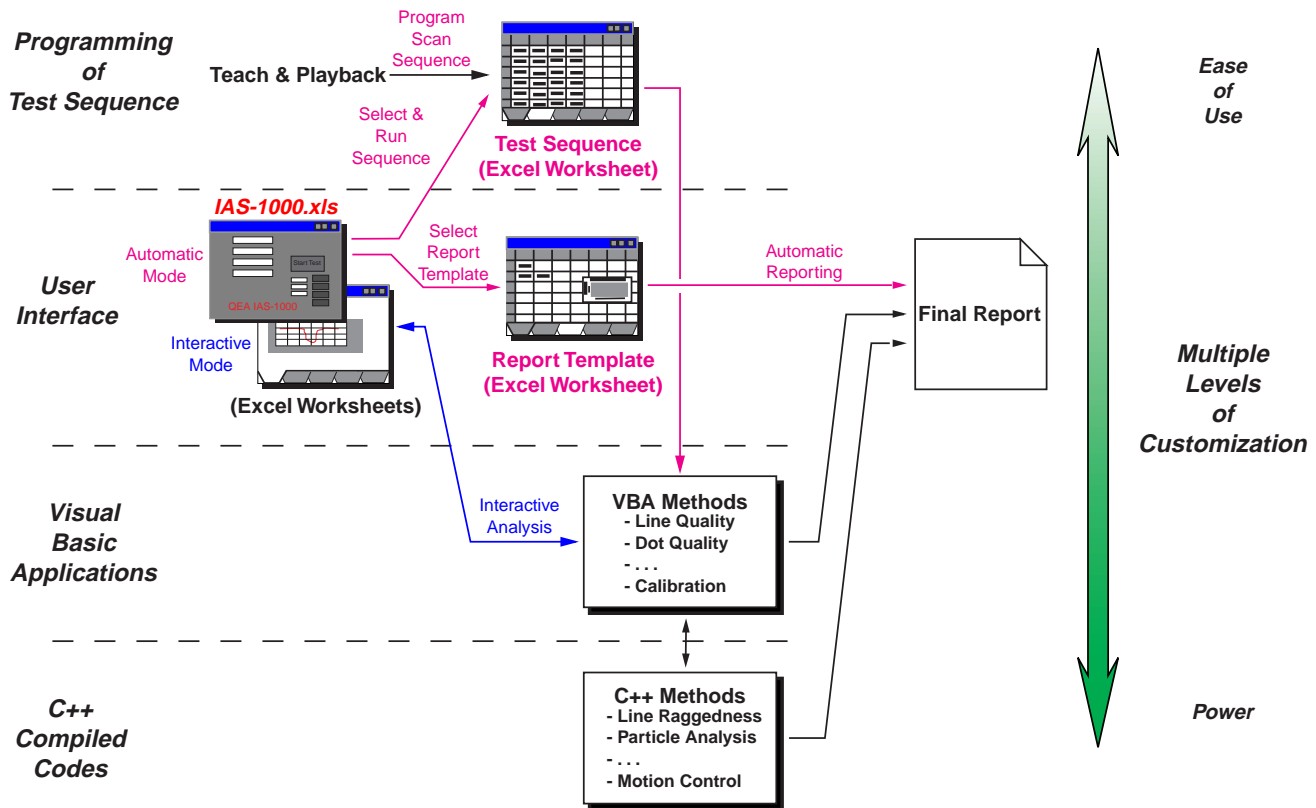 Programming
of
Test Sequence
Teach & Playback
Program
Scan
Sequence
Select &
Run
Sequence
Test Sequence
(Excel Worksheet)
Ease
of
Use
User
Interface
IAS-1000.xls
Automatic
Mode
Start Test
QEA IAS-1000
Interactive
Mode
(Excel Worksheets)
Select
Report
Template
Report Template
(Excel Worksheet)
Automatic
Reporting
Final Report
Multiple
Levels
of
Customization
Visual
Basic
Applications
Interactive
Analysis
VBA Methods
- Line Quality
- Dot Quality
- . . .
- Calibration
C++
Compiled
Codes
C++ Methods
- Line Raggedness
- Particle Analysis
- . . .
- Motion Control
Power